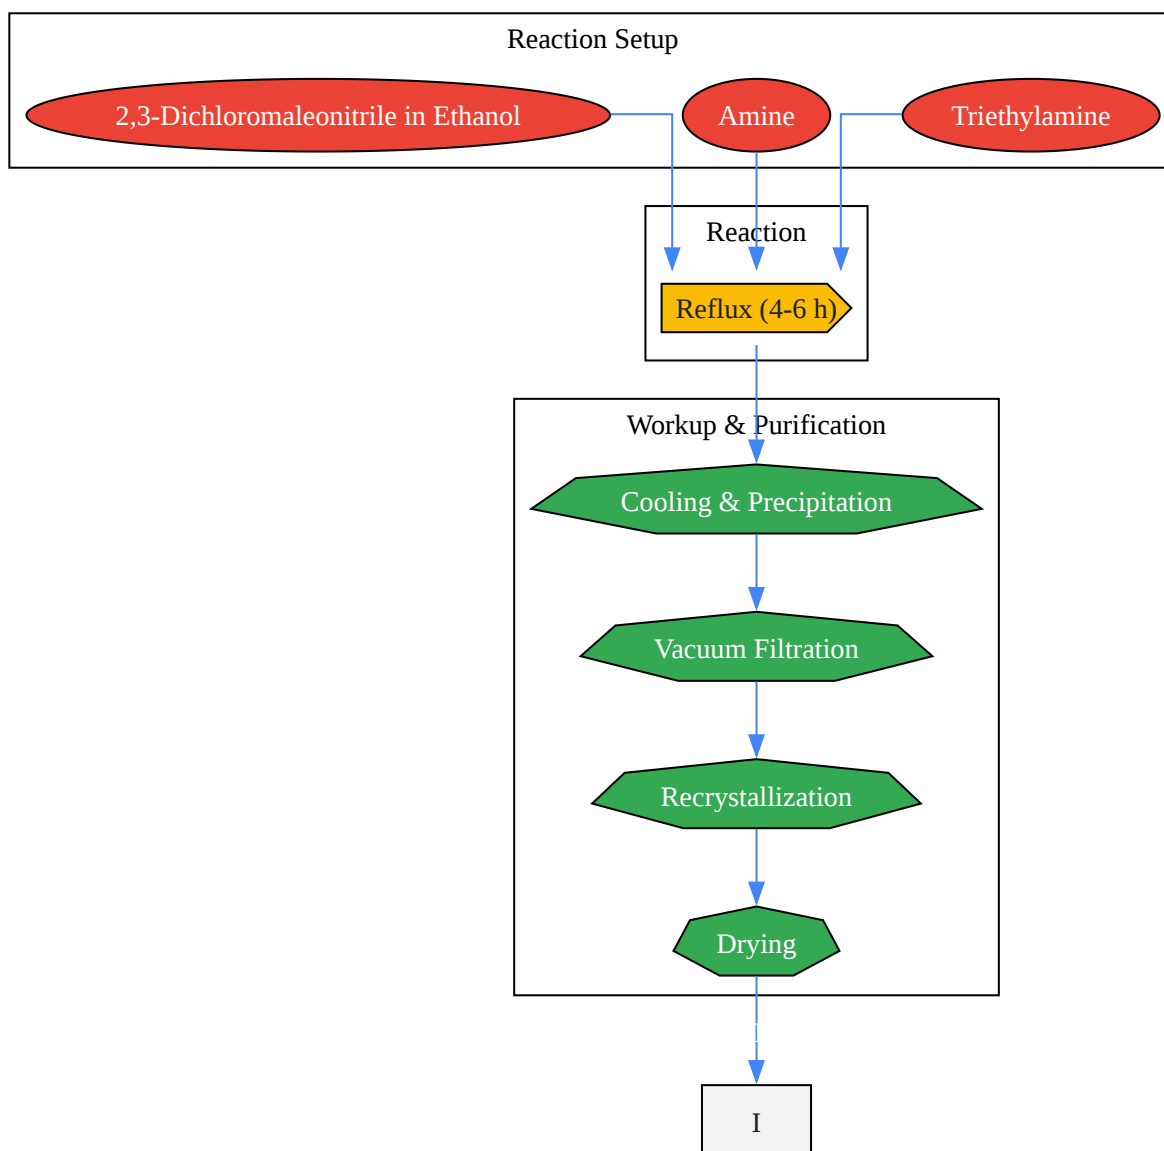 Reaction Setup
2,3-Dichloromaleonitrile in Ethanol
Amine
Triethylamine
Reaction
Reflux (4-6 h)
Workup & Purification
Cooling & Precipitation
Vacuum Filtration
Recrystallization
Drying
I